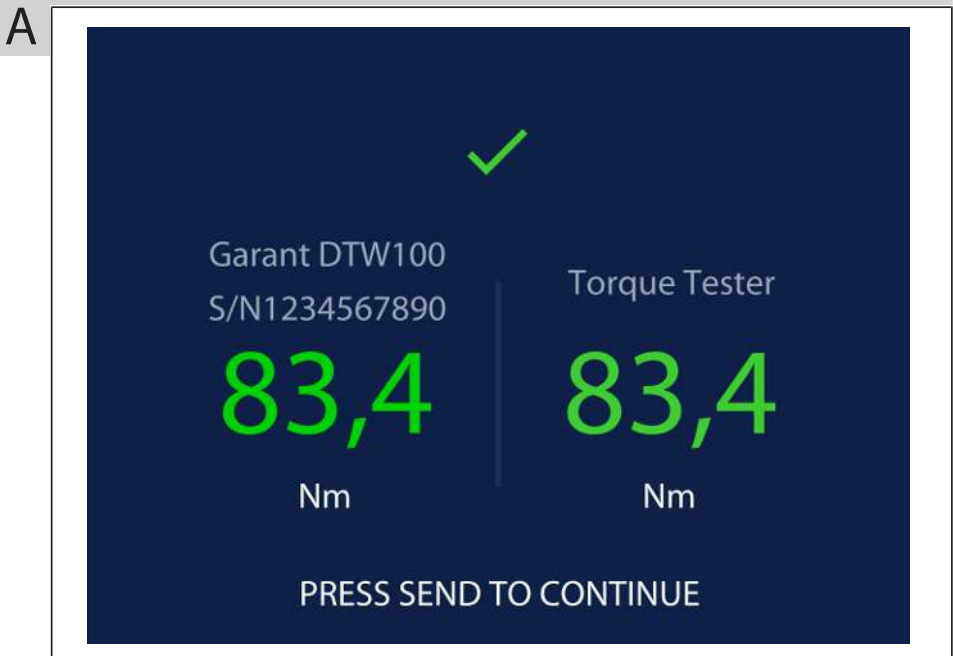 A
Garant DTW100
S/N1234567890
83,4
Nm
Torque Tester
83,4
Nm
PRESS SEND TO CONTINUE